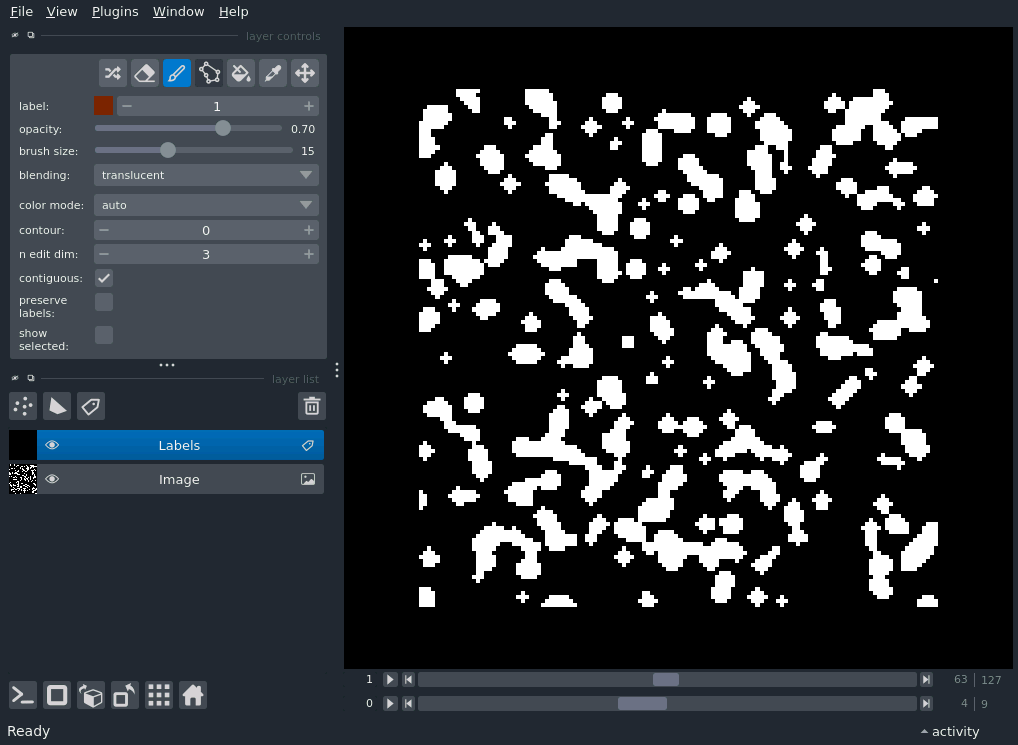 File View Plugins Window Help
layer controls
label: 1
opacity: 0.70
brush size: 15
blending: translucent
color mode: auto
contour: 0
n edit dim: 3
contiguous:
preserve
labels:
show
selected:
layer list
Labels
Image
1 63 127
0 4 9
Ready activity